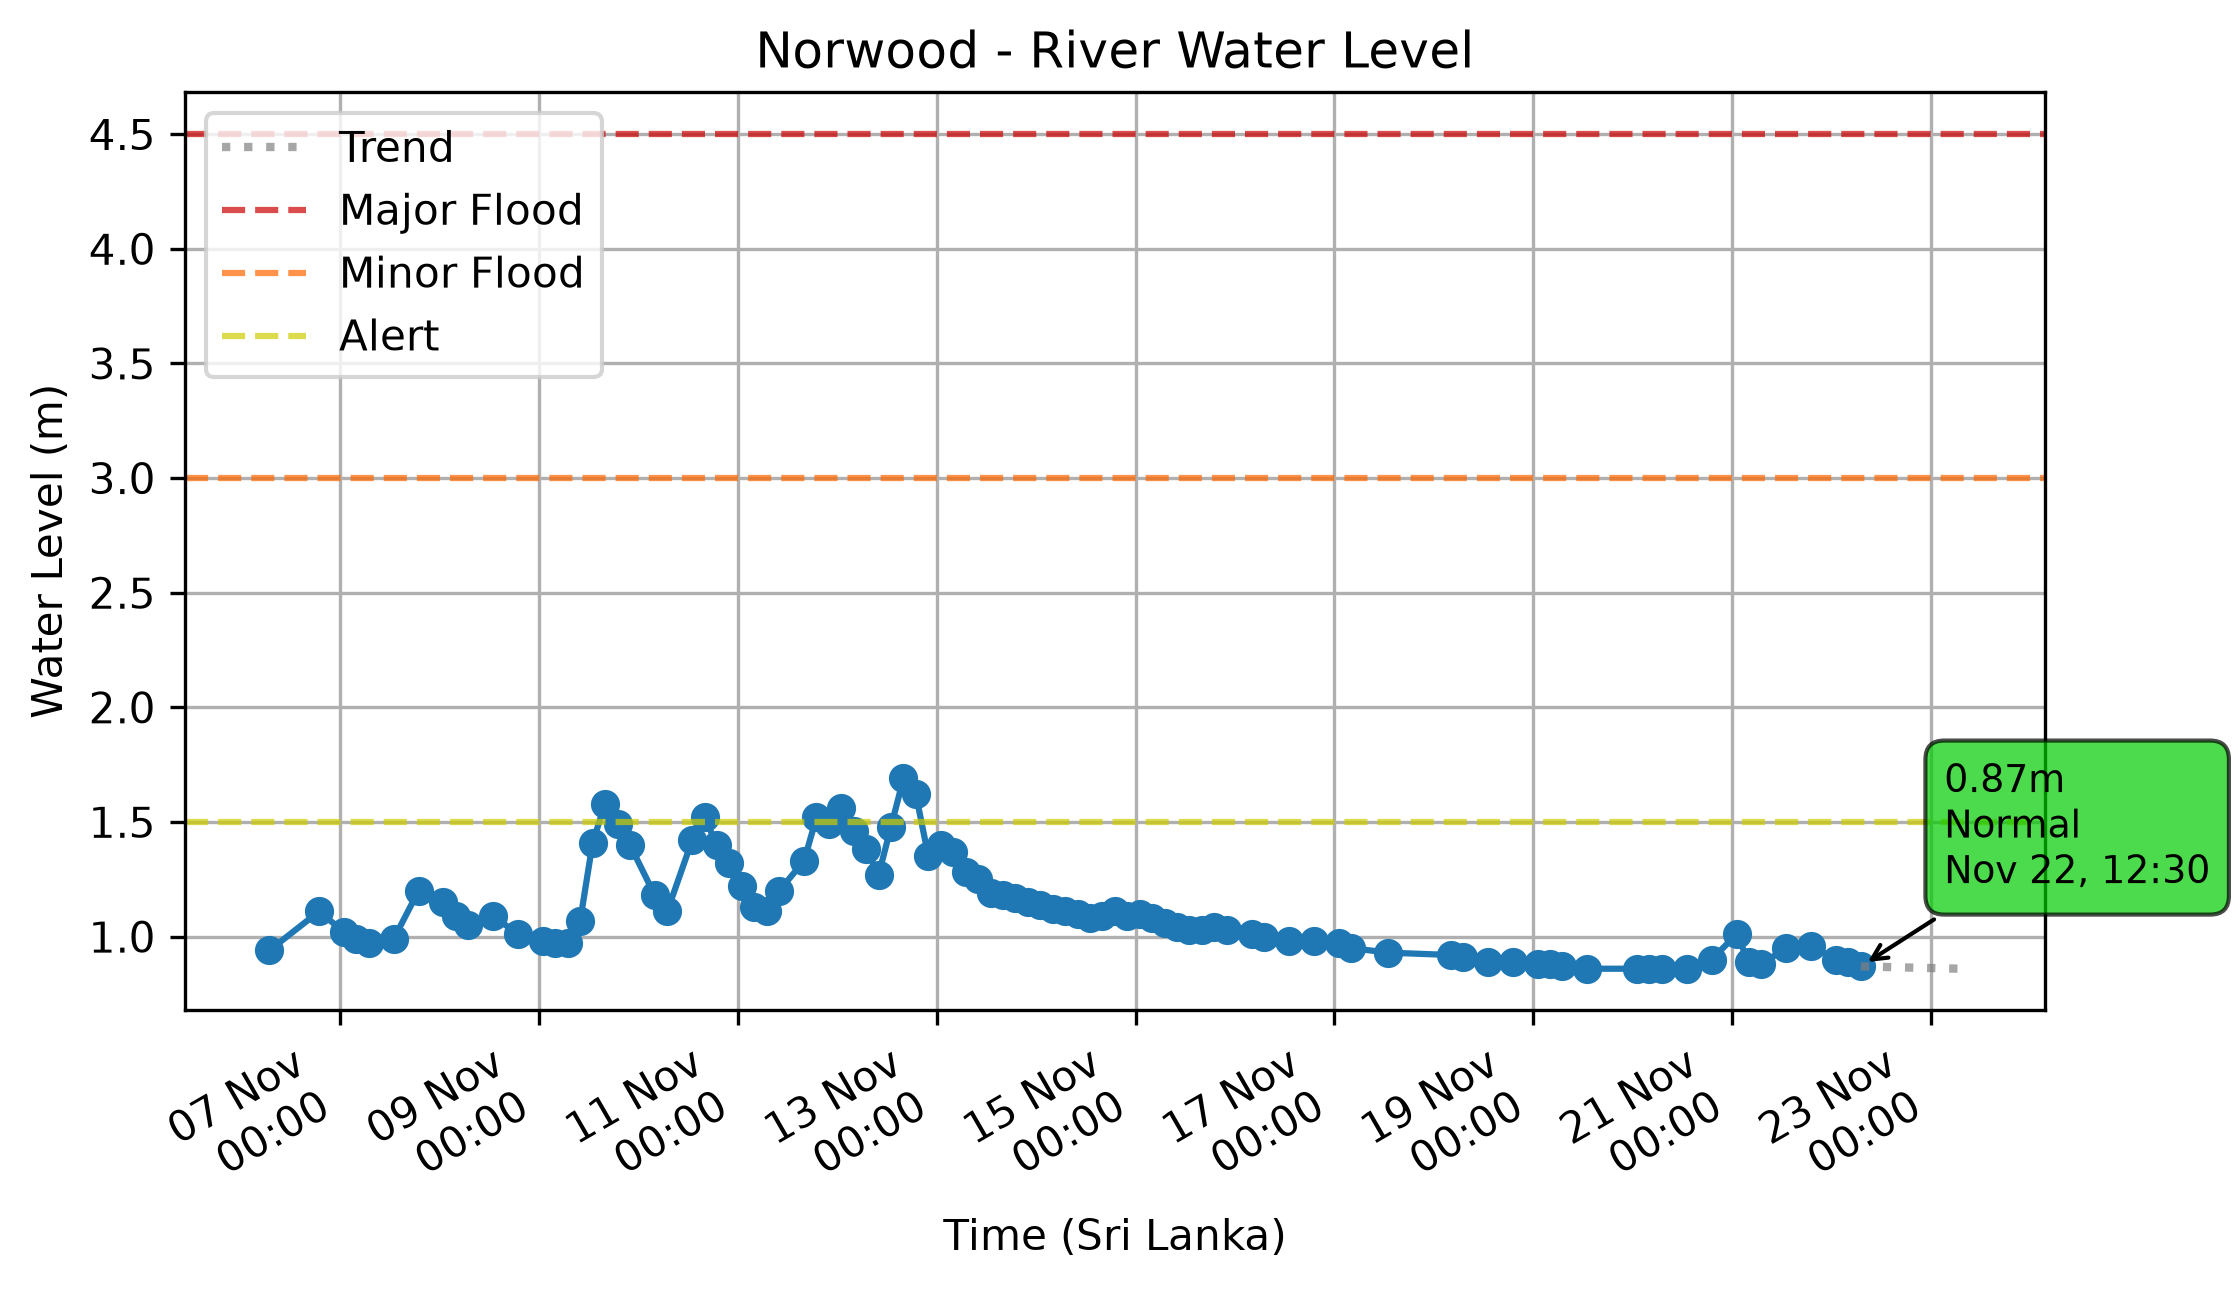 Norwood - River Water Level
Trend
Major Flood
Minor Flood
Alert
Water Level (m)
4.5
4.0
3.5
3.0
2.5
2.0
1.5
1.0
0.87m
Normal
Nov 22, 12:30
07 Nov
00:00
09 Nov
00:00
11 Nov
00:00
13 Nov
00:00
15 Nov
00:00
17 Nov
00:00
19 Nov
00:00
21 Nov
00:00
23 Nov
00:00
Time (Sri Lanka)